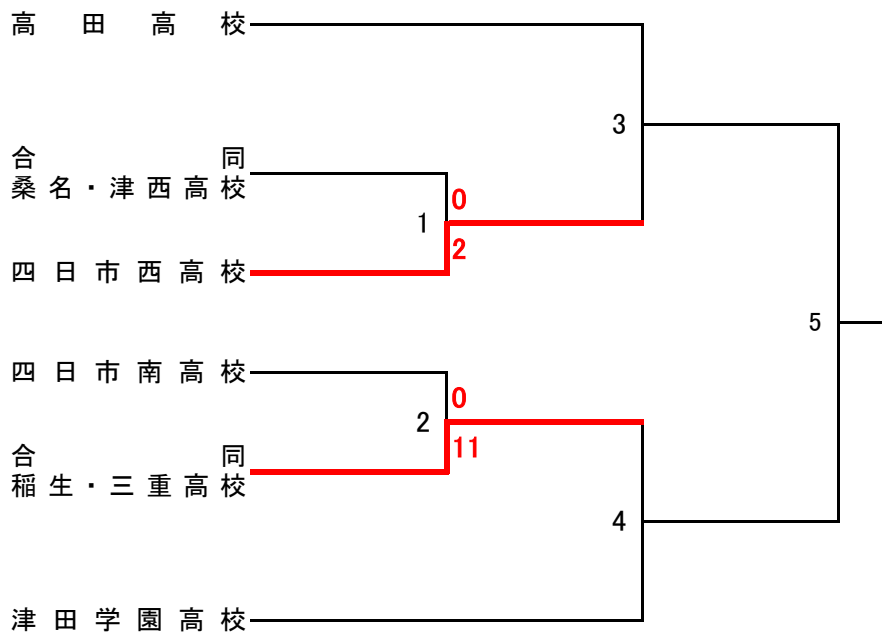 高田高校
3
合同
桑名・津西高校
0
1
2
四日市西高校
5
四日市南高校
0
2
11
合同
稲生・三重高校
4
津田学園高校